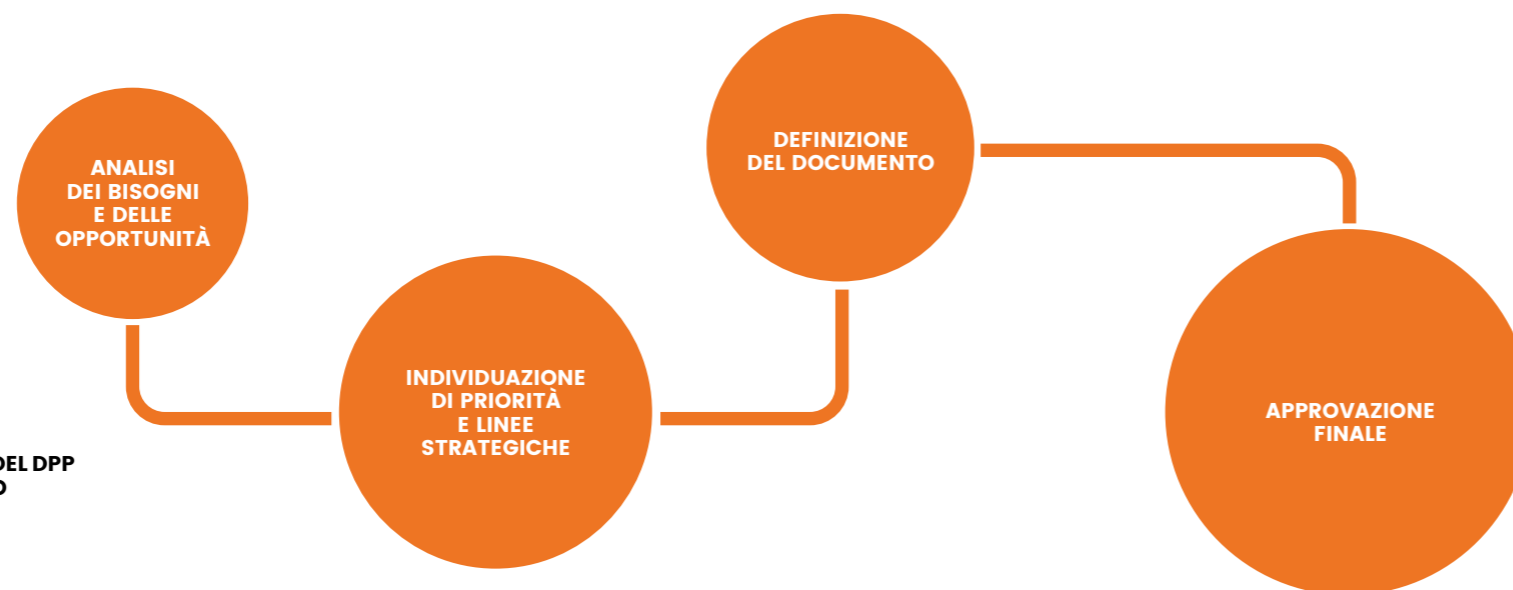 ANALISI
DEI BISOGNI
E DELLE
OPPORTUNITÀ
INDIVIDUAZIONE
DI PRIORITÀ
E LINEE
STRATEGICHE
DEFINIZIONE
DEL DOCUMENTO
APPROVAZIONE
FINALE
DEL DPP